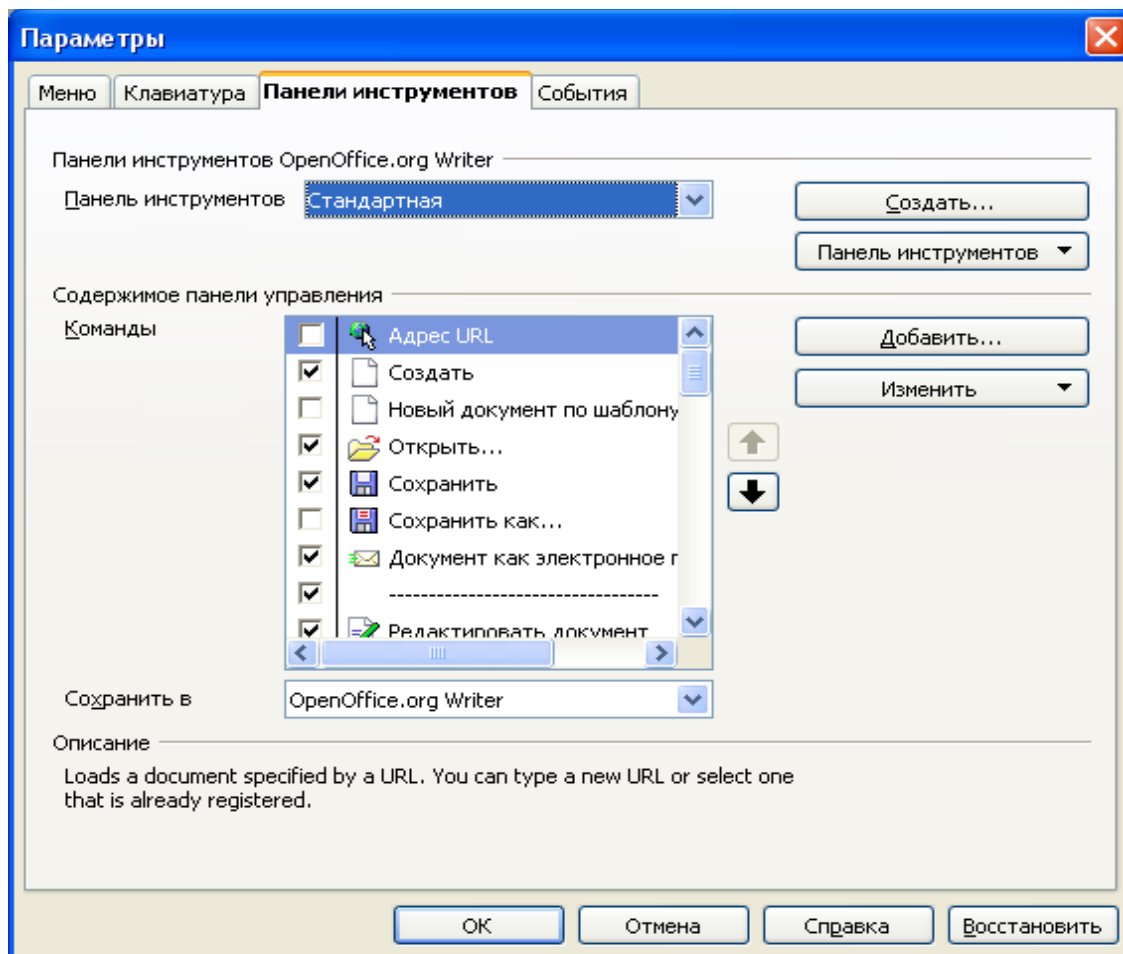 Параметры
Меню Клавиатура Панели инструментов События
Панели инструментов OpenOffice.org Writer
Панель инструментов Стандартная Создать...
Панель инструментов
Содержимое панели управления
Команды Адрес URL Добавить...
Создать
Изменить
Новый документ по шаблону
Открыть...
Сохранить
Сохранить как...
Документ как электронное п
---------------------------------
Редактировать документ
Сохранить в OpenOffice.org Writer
Описание
Loads a document specified by a URL. You can type a new URL or select one
that is already registered.
OK Отмена Справка Восстановить